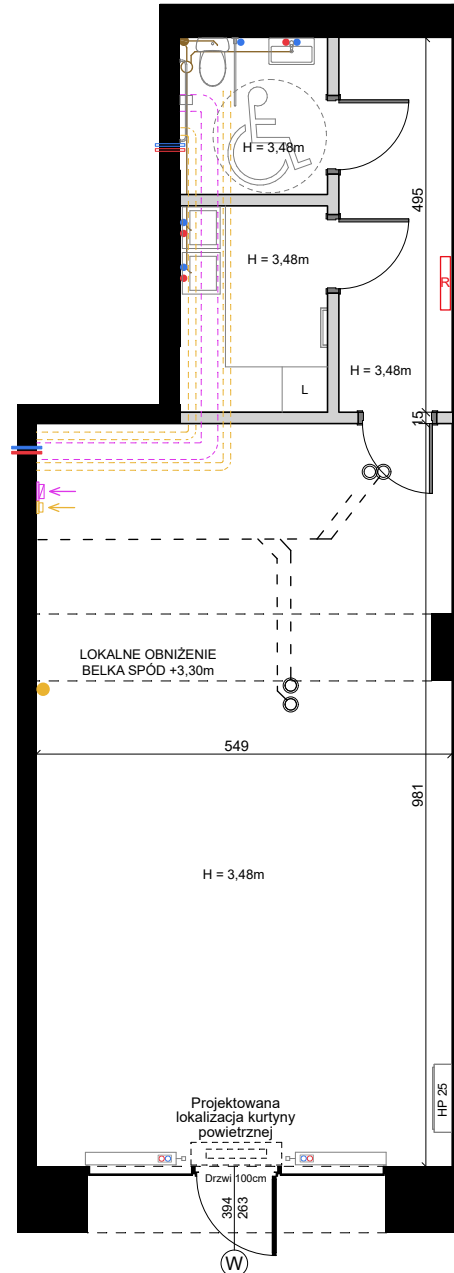 H = 3,48m
495
H = 3,48m
R
H = 3,48m
L
15
LOKALNE OBNIŻENIE
BELKA SPÓD +3,30m
549
981
H = 3,48m
HP 25
Projektowana
lokalizacja kurtyny
powietrznej
Drzwi 100cm
394
263
W